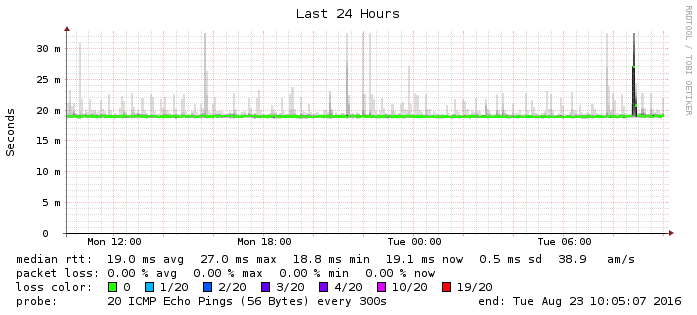 Last 24 Hours
RRDTOOL / TOBI OETIKER
Seconds
30 m
25 m
20 m
15 m
10 m
5 m
0
Mon 12:00 Mon 18:00 Tue 00:00 Tue 06:00
median rtt: 19.0 ms avg 27.0 ms max 18.8 ms min 19.1 ms now 0.5 ms sd 38.9 am/s
packet loss: 0.00 % avg 0.00 % max 0.00 % min 0.00 % now
loss color: 0 1/20 2/20 3/20 4/20 10/20 19/20
probe: 20 ICMP Echo Pings (56 Bytes) every 300s end: Tue Aug 23 10:05:07 2016